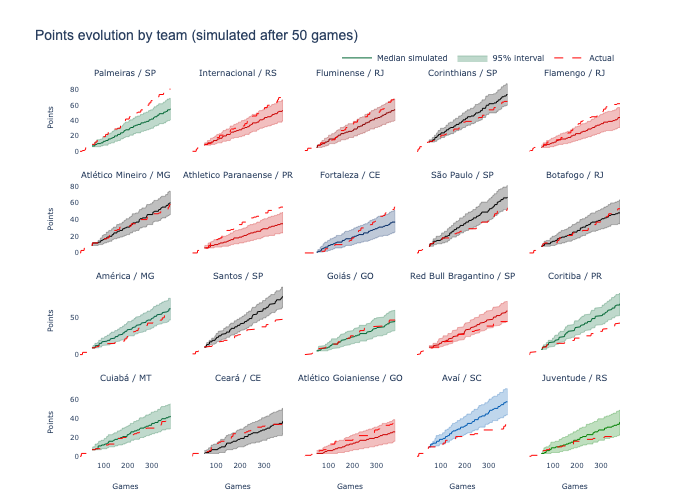 Points evolution by team (simulated after 50 games)
Median simulated 95% interval Actual
Palmeiras / SP Internacional / RS Fluminense / RJ Corinthians / SP Flamengo / RJ
Points
80
60
40
20
0
Atlético Mineiro / MG Athletico Paranaense / PR Fortaleza / CE São Paulo / SP Botafogo / RJ
Points
80
60
40
20
0
América / MG Santos / SP Goiás / GO Red Bull Bragantino / SP Coritiba / PR
Points
50
0
Cuiabá / MT Ceará / CE Atlético Goianiense / GO Avaí / SC Juventude / RS
Points
60
40
20
0
100 200 300 100 200 300 100 200 300 100 200 300 100 200 300
Games Games Games Games Games